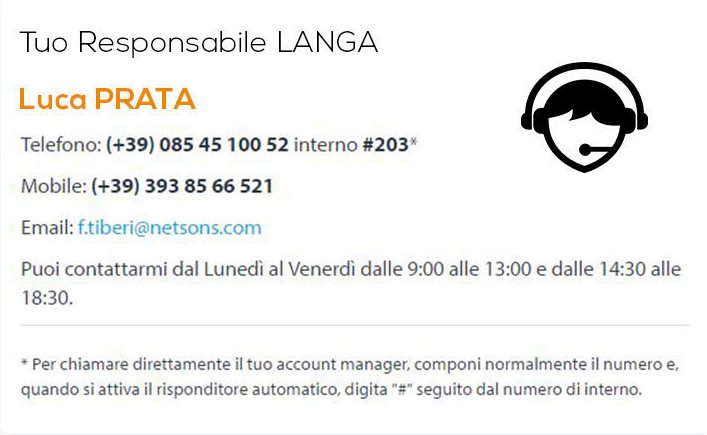 Tuo Responsabile LANGA
Luca PRATA
Telefono: (+39) 085 45 100 52 interno #203*
Mobile: (+39) 393 85 66 521
Email: f.tiberi@netsons.com
Puoi contattarmi dal Lunedì al Venerdì dalle 9:00 alle 13:00 e dalle 14:30 alle
18:30.
* Per chiamare direttamente il tuo account manager, componi normalmente il numero e,
quando si attiva il risponditore automatico, digita "#" seguito dal numero di interno.